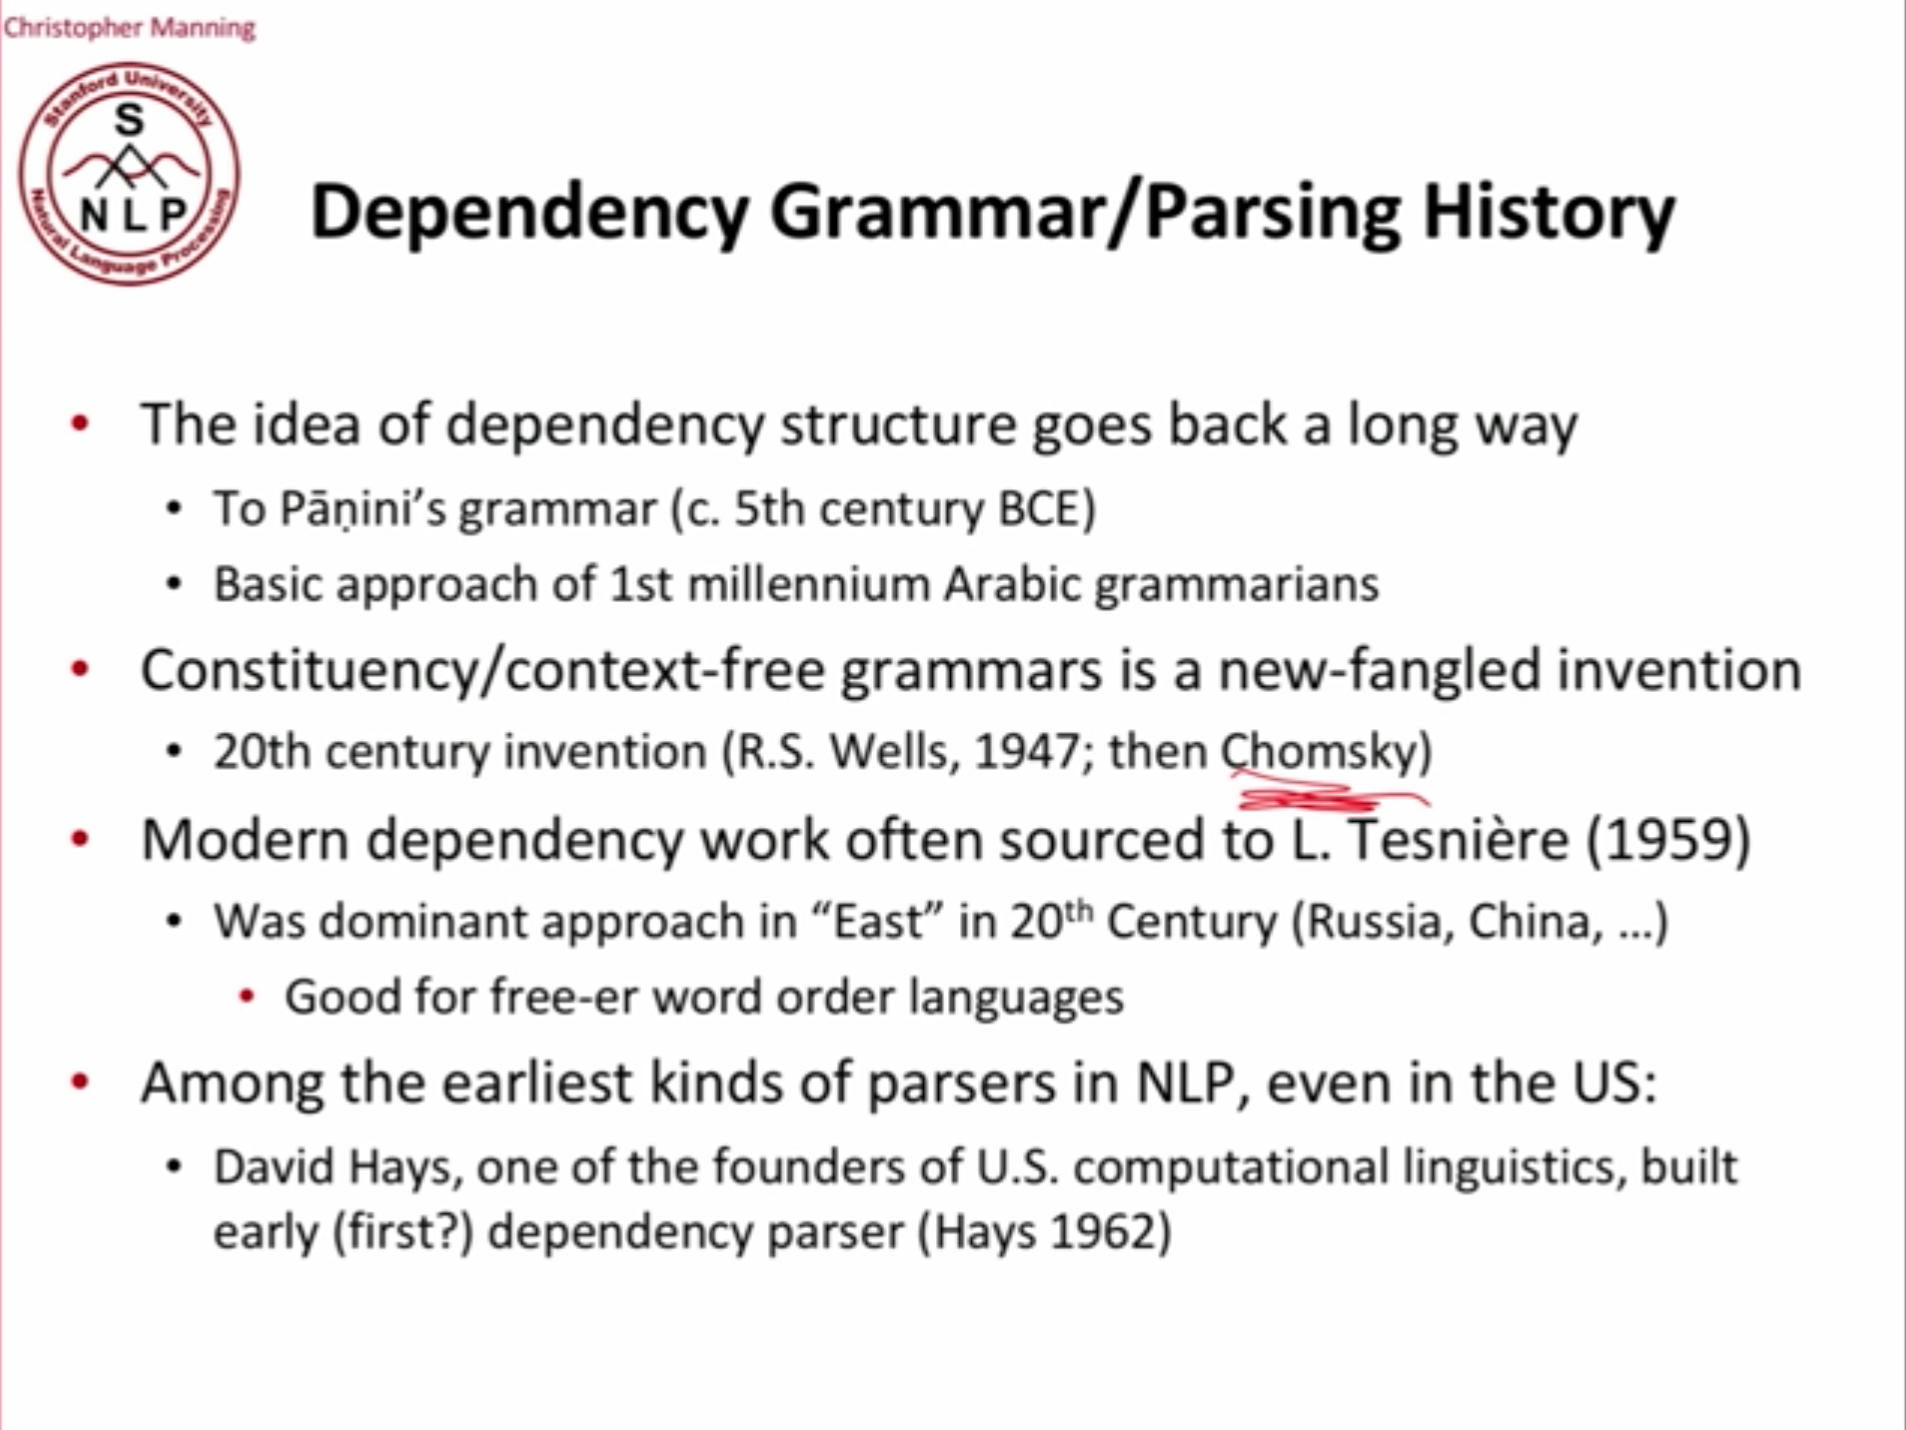 Christopher Manning
Stanford University
S
N L P
Natural Language Processing
Dependency Grammar/Parsing History
• The idea of dependency structure goes back a long way
• To Pāṇini’s grammar (c. 5th century BCE)
• Basic approach of 1st millennium Arabic grammarians
• Constituency/context-free grammars is a new-fangled invention
• 20th century invention (R.S. Wells, 1947; then Chomsky)
• Modern dependency work often sourced to L. Tesnière (1959)
• Was dominant approach in “East” in 20th Century (Russia, China, …)
• Good for free-er word order languages
• Among the earliest kinds of parsers in NLP, even in the US:
• David Hays, one of the founders of U.S. computational linguistics, built
early (first?) dependency parser (Hays 1962)